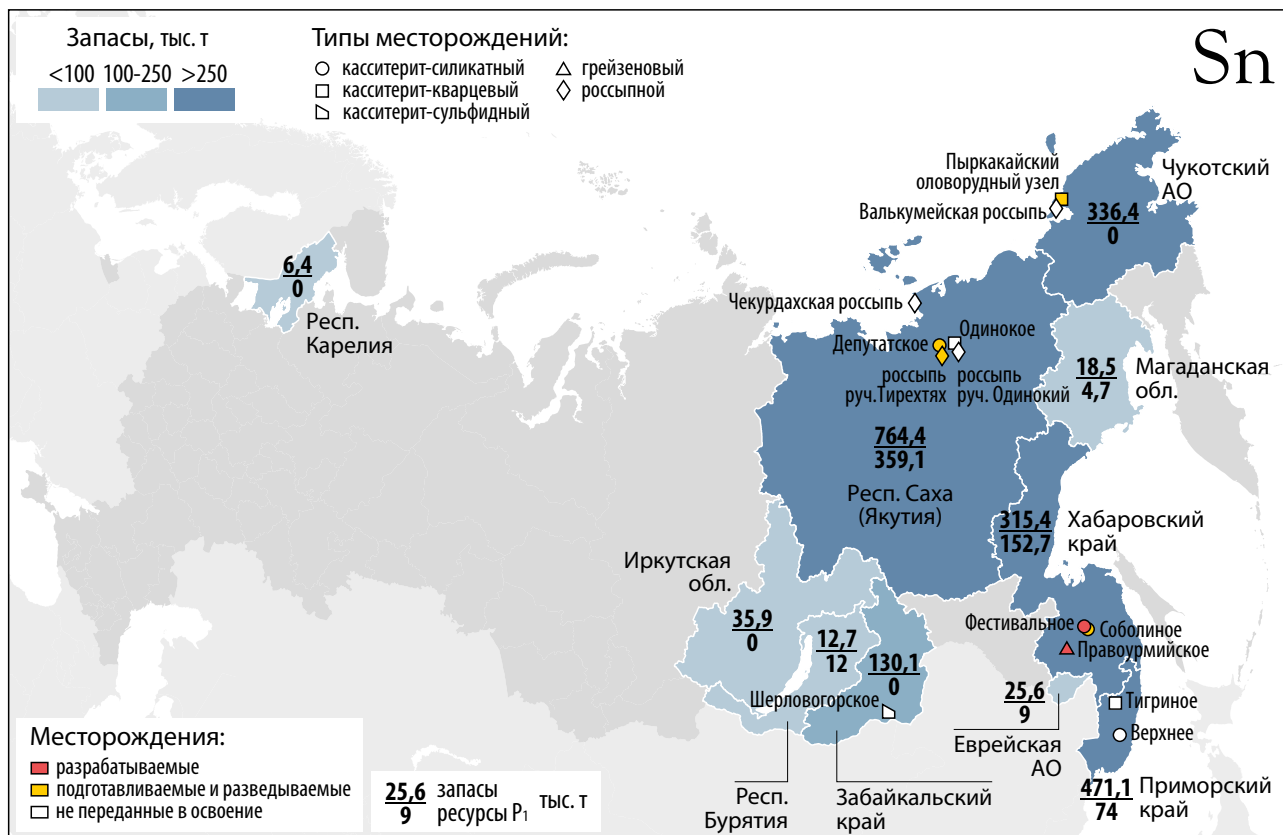 Запасы, тыс. т
<100 100-250 >250
Типы месторождений:
касситерит-силикатный
касситерит-кварцевый
касситерит-сульфидный
грейзеновый
россыпной
Sn
Пыркакайский
оловорудный узел
Валькумейская россыпь
Чукотский
АО
336,4
0
6,4
0
Респ.
Карелия
Чекурдахская россыпь
Депутатское
Одинокое
россыпь
руч.Тирехтях
россыпь
руч. Одинокий
18,5
4,7
Магаданская
обл.
764,4
359,1
Респ. Саха
(Якутия)
315,4
152,7
Хабаровский
край
Иркутская
обл.
35,9
0
12,7
12
130,1
0
Шерловогорское
Фестивальное
Соболиное
Правоурмийское
25,6
9
Тигриное
Верхнее
Еврейская
АО
471,1
74
Приморский
край
Респ.
Бурятия
Забайкальский
край
Месторождения:
разрабатываемые
подготавливаемые и разведываемые
не переданные в освоение
25,6 запасы
9 ресурсы P₁
тыс. т